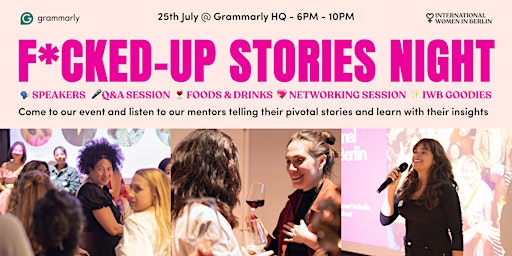 grammarly
25th July @ Grammarly HQ - 6PM - 10PM
INTERNATIONAL
WOMEN IN BERLIN
F*CKED-UP STORIES NIGHT
🗣️ SPEAKERS 🎤 Q&A SESSION 🍷 FOODS & DRINKS 💖 NETWORKING SESSION ✨ IWB GOODIES
Come to our event and listen to our mentors telling their pivotal stories and learn with their insights